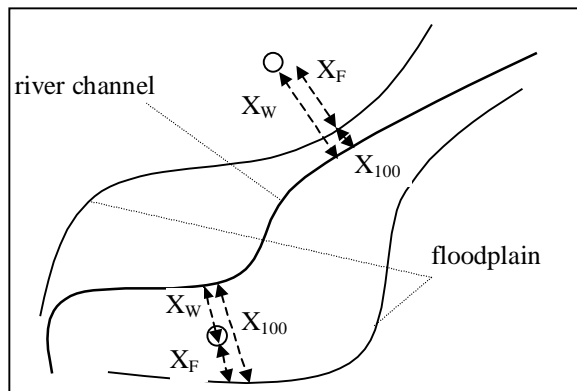 X_F
river channel
X_W
X_100
floodplain
X_W
X_100
X_F